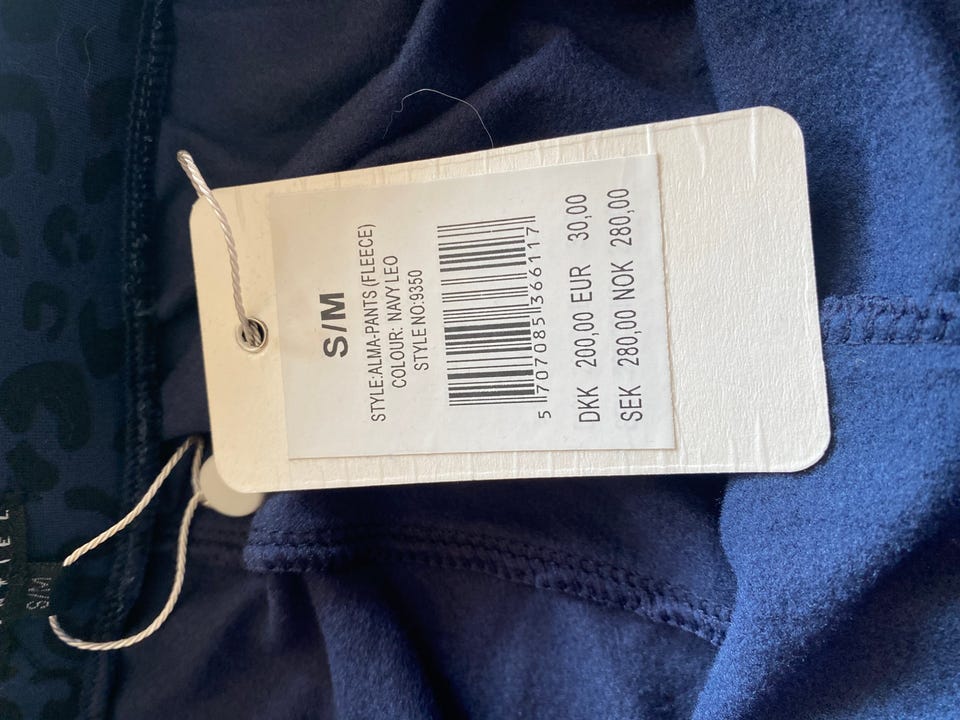 S/M
STYLE:ALMA-PANTS (FLEECE)
COLOUR: NAVY LEO
STYLE NO:9350
5 707085 366117
DKK 200,00 EUR 30,00
SEK 280,00 NOK 280,00
S/M